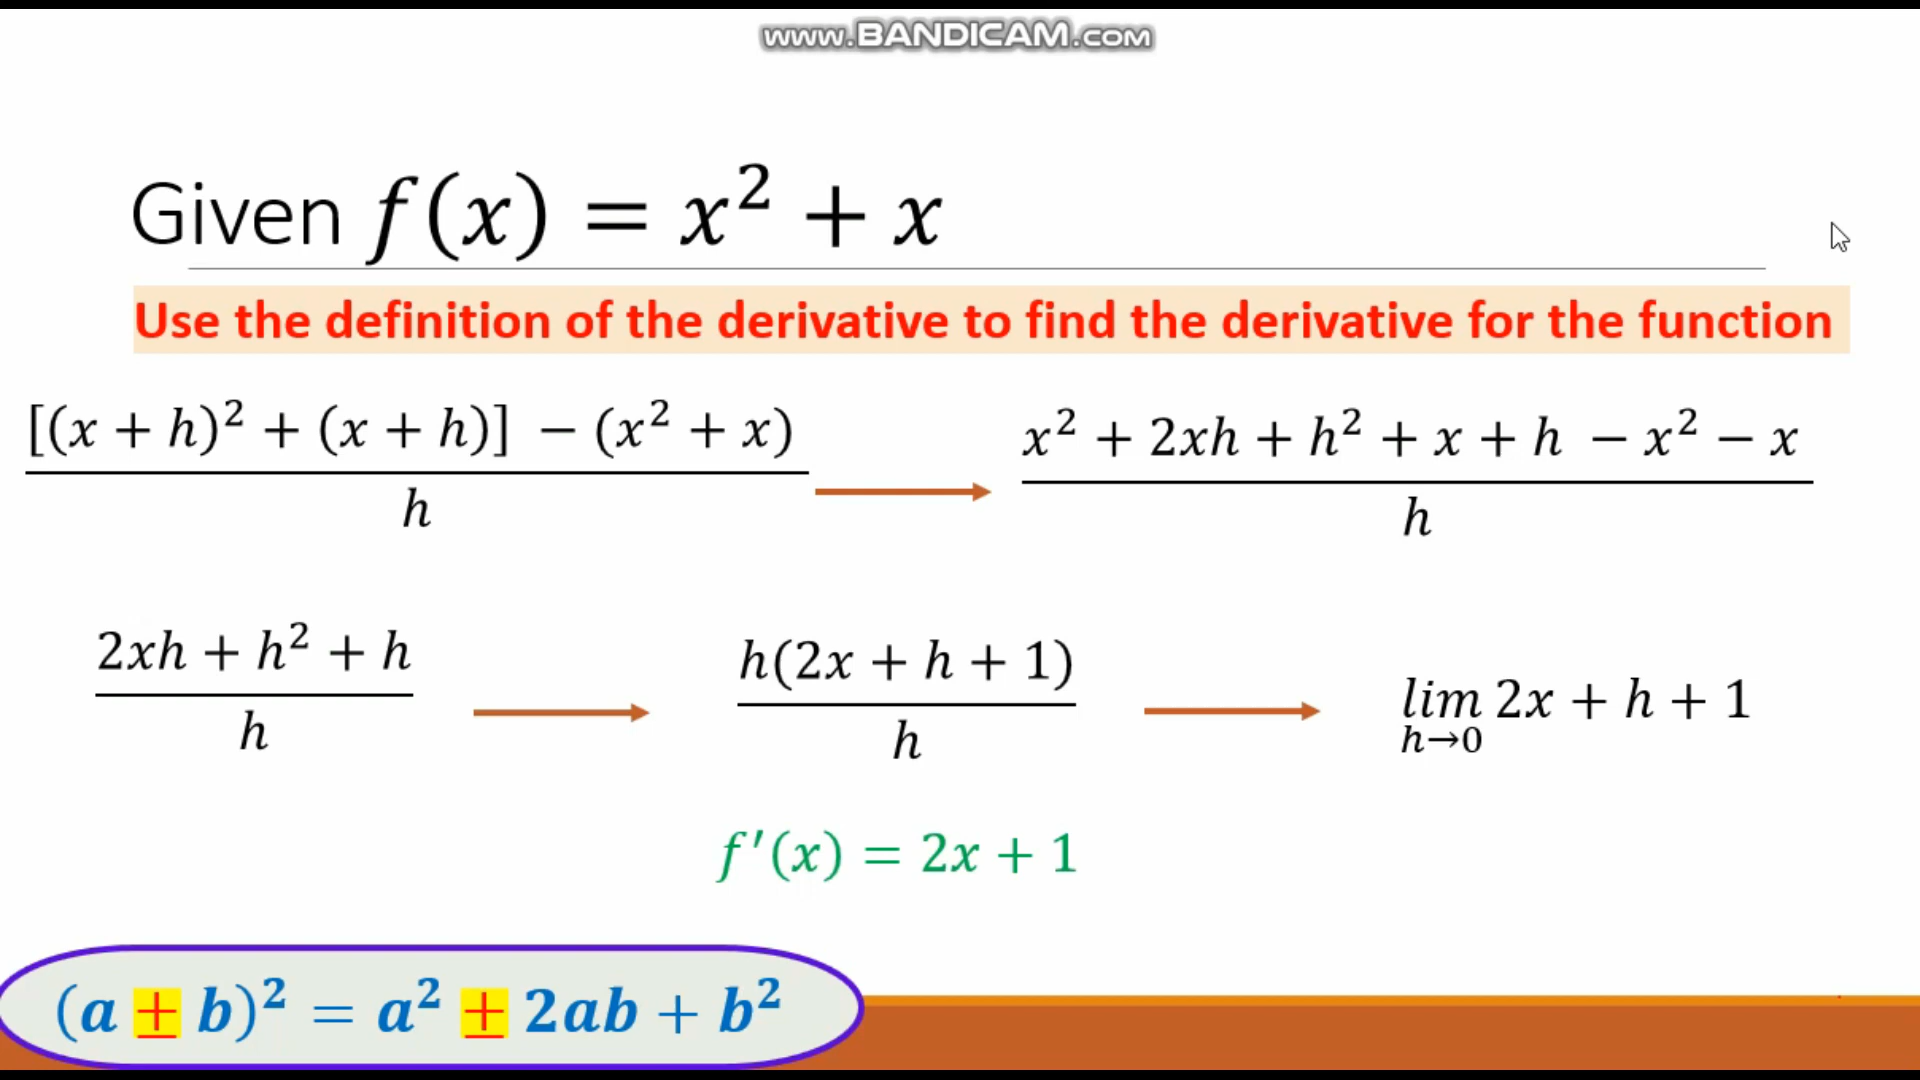 www.BANDICAM.com
Given f(x) = x² + x
Use the definition of the derivative to find the derivative for the function
[(x + h)² + (x + h)] − (x² + x)
h
x² + 2xh + h² + x + h − x² − x
h
2xh + h² + h
h
h(2x + h + 1)
h
lim 2x + h + 1
h→0
f′(x) = 2x + 1
(a ± b)² = a² ± 2ab + b²